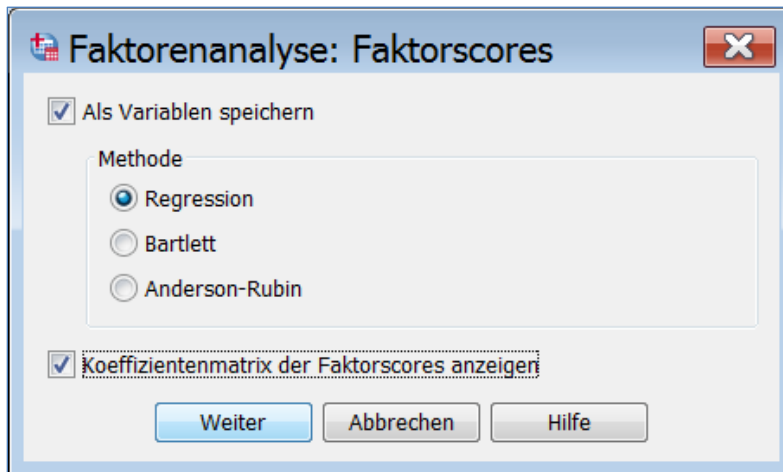 Faktorenanalyse: Faktorscores
Als Variablen speichern
Methode
Regression
Bartlett
Anderson-Rubin
Koeffizientenmatrix der Faktorscores anzeigen
Weiter
Abbrechen
Hilfe